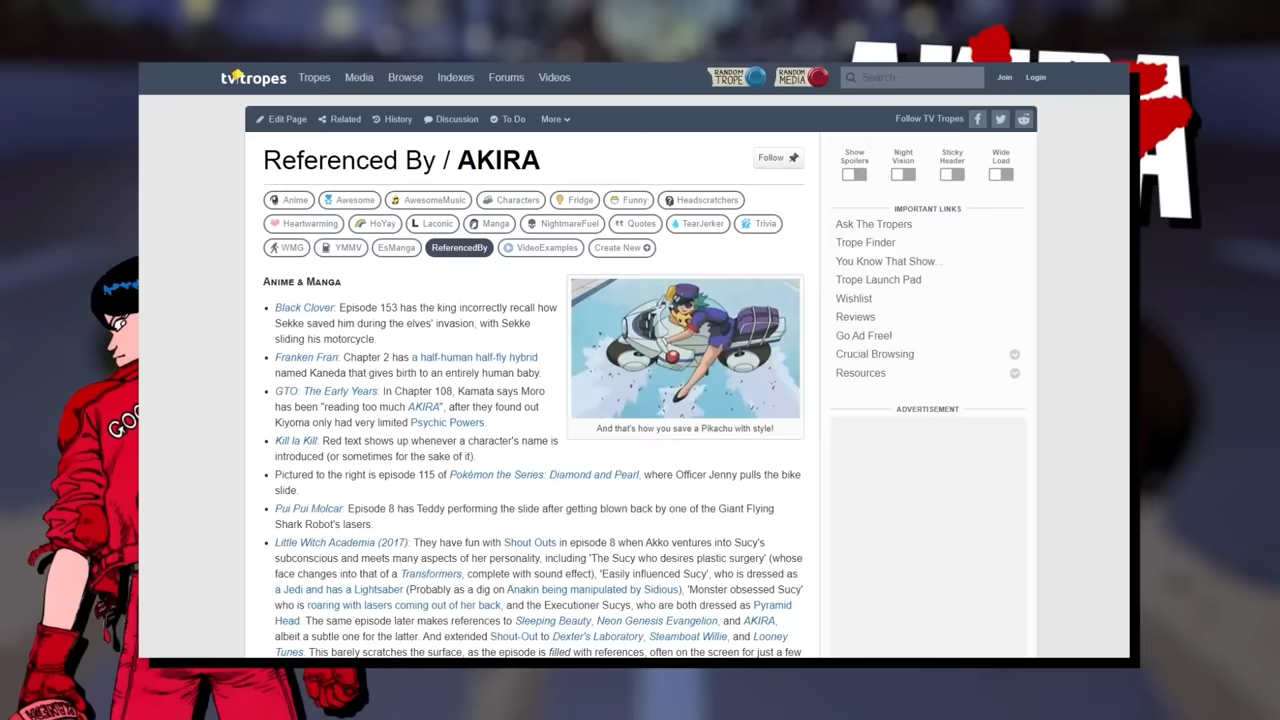 tvtropes Tropes Media Browse Indexes Forums Videos RANDOM TROPE RANDOM MEDIA Search Join Login
Edit Page Related History Discussion To Do More Follow TV Tropes
Referenced By / AKIRA Follow
Show Spoilers Night Vision Sticky Header Wide Load
Anime Awesome AwesomeMusic Characters Fridge Funny Headscratchers
Heartwarming HoYay Laconic Manga NightmareFuel Quotes TearJerker Trivia
WMG YMMV EsManga ReferencedBy VideoExamples Create New
ANIME & MANGA
Black Clover: Episode 153 has the king incorrectly recall how
Sekke saved him during the elves' invasion, with Sekke
sliding his motorcycle.
Franken Fran: Chapter 2 has a half-human half-fly hybrid
named Kaneda that gives birth to an entirely human baby.
GTO: The Early Years: In Chapter 108, Kamata says Moro
has been "reading too much AKIRA", after they found out
Kiyoma only had very limited Psychic Powers.
Kill la Kill: Red text shows up whenever a character's name is
introduced (or sometimes for the sake of it).
And that's how you save a Pikachu with style!
Pictured to the right is episode 115 of Pokémon the Series: Diamond and Pearl, where Officer Jenny pulls the bike
slide.
Pui Pui Molcar: Episode 8 has Teddy performing the slide after getting blown back by one of the Giant Flying
Shark Robot's lasers.
Little Witch Academia (2017): They have fun with Shout Outs in episode 8 when Akko ventures into Sucy's
subconscious and meets many aspects of her personality, including 'The Sucy who desires plastic surgery' (whose
face changes into that of a Transformers, complete with sound effect), 'Easily influenced Sucy', who is dressed as
a Jedi and has a Lightsaber (Probably as a dig on Anakin being manipulated by Sidious), 'Monster obsessed Sucy'
who is roaring with lasers coming out of her back, and the Executioner Sucys, who are both dressed as Pyramid
Head. The same episode later makes references to Sleeping Beauty, Neon Genesis Evangelion, and AKIRA,
albeit a subtle one for the latter. And extended Shout-Out to Dexter's Laboratory, Steamboat Willie, and Looney
Tunes. This barely scratches the surface, as the episode is filled with references, often on the screen for just a few
IMPORTANT LINKS
Ask The Tropers
Trope Finder
You Know That Show...
Trope Launch Pad
Wishlist
Reviews
Go Ad Free!
Crucial Browsing
Resources
ADVERTISEMENT